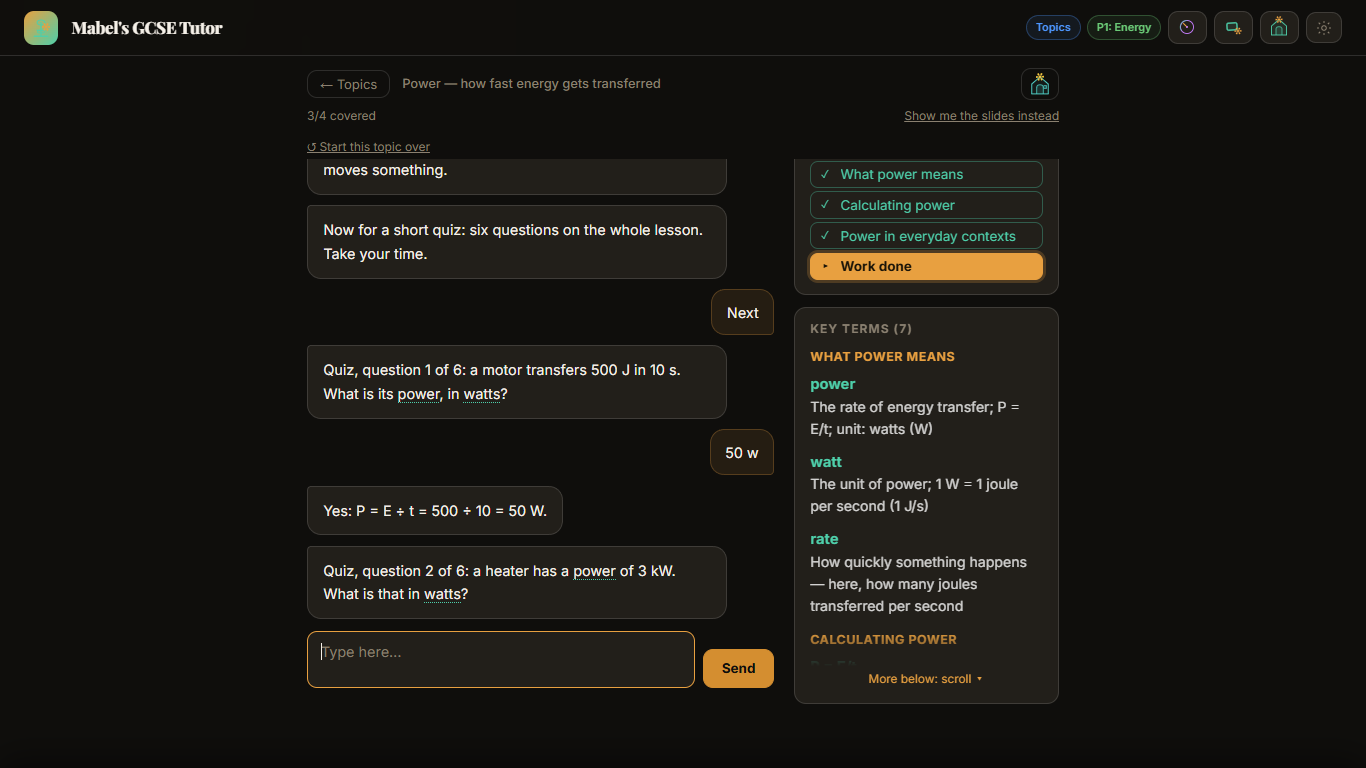 Mabel's GCSE Tutor
Topics
P1: Energy
← Topics
Power — how fast energy gets transferred
3/4 covered
Show me the slides instead
↺ Start this topic over
moves something.
Now for a short quiz: six questions on the whole lesson.
Take your time.
Next
Quiz, question 1 of 6: a motor transfers 500 J in 10 s.
What is its power, in watts?
50 w
Yes: P = E ÷ t = 500 ÷ 10 = 50 W.
Quiz, question 2 of 6: a heater has a power of 3 kW.
What is that in watts?
Type here...
Send
✓ What power means
✓ Calculating power
✓ Power in everyday contexts
▸ Work done
KEY TERMS (7)
WHAT POWER MEANS
power
The rate of energy transfer; P =
E/t; unit: watts (W)
watt
The unit of power; 1 W = 1 joule
per second (1 J/s)
rate
How quickly something happens
— here, how many joules
transferred per second
CALCULATING POWER
More below: scroll ▾